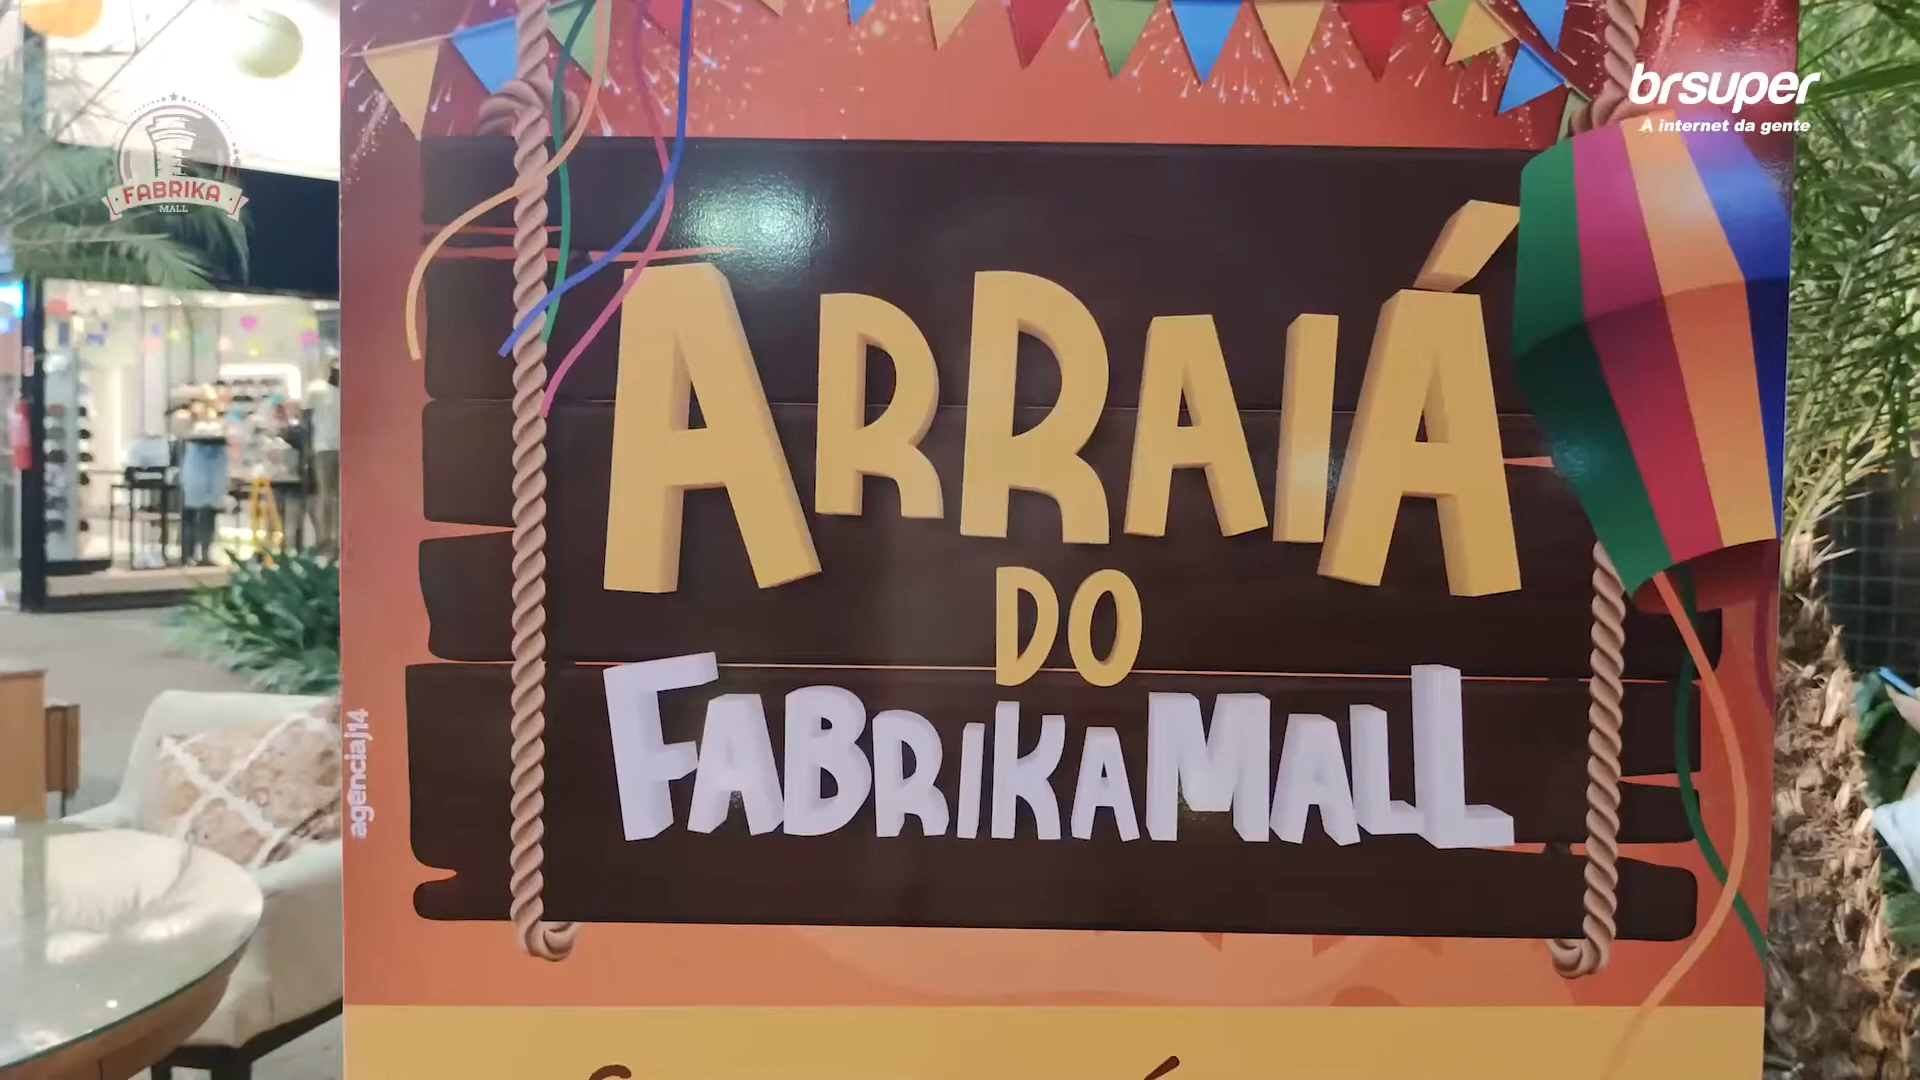 brsuper
A internet da gente
FABRIKA
MALL
ARRAIÁ
DO
FABRIKAMALL
agenciaj14